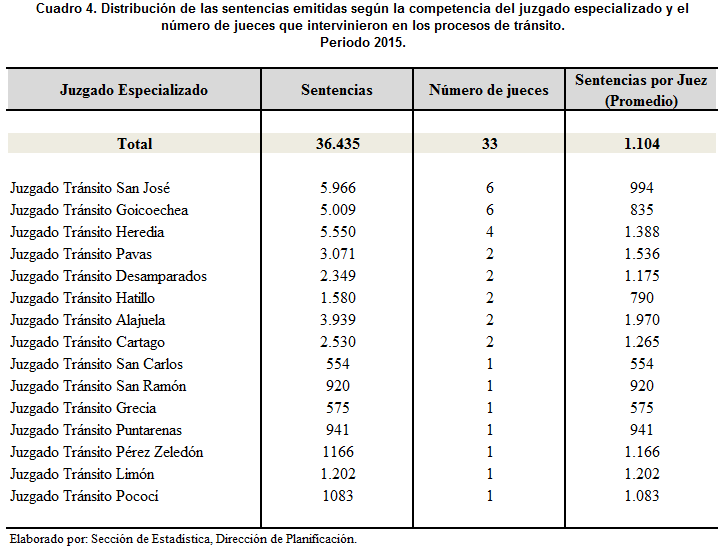 Cuadro 4. Distribución de las sentencias emitidas según la competencia del juzgado especializado y el
número de jueces que intervinieron en los procesos de tránsito.
Periodo 2015.
Juzgado Especializado Sentencias Número de jueces Sentencias por Juez (Promedio)
Total 36.435 33 1.104
Juzgado Tránsito San José 5.966 6 994
Juzgado Tránsito Goicoechea 5.009 6 835
Juzgado Tránsito Heredia 5.550 4 1.388
Juzgado Tránsito Pavas 3.071 2 1.536
Juzgado Tránsito Desamparados 2.349 2 1.175
Juzgado Tránsito Hatillo 1.580 2 790
Juzgado Tránsito Alajuela 3.939 2 1.970
Juzgado Tránsito Cartago 2.530 2 1.265
Juzgado Tránsito San Carlos 554 1 554
Juzgado Tránsito San Ramón 920 1 920
Juzgado Tránsito Grecia 575 1 575
Juzgado Tránsito Puntarenas 941 1 941
Juzgado Tránsito Pérez Zeledón 1166 1 1.166
Juzgado Tránsito Limón 1.202 1 1.202
Juzgado Tránsito Pococi 1083 1 1.083
Elaborado por: Sección de Estadística, Dirección de Planificación.